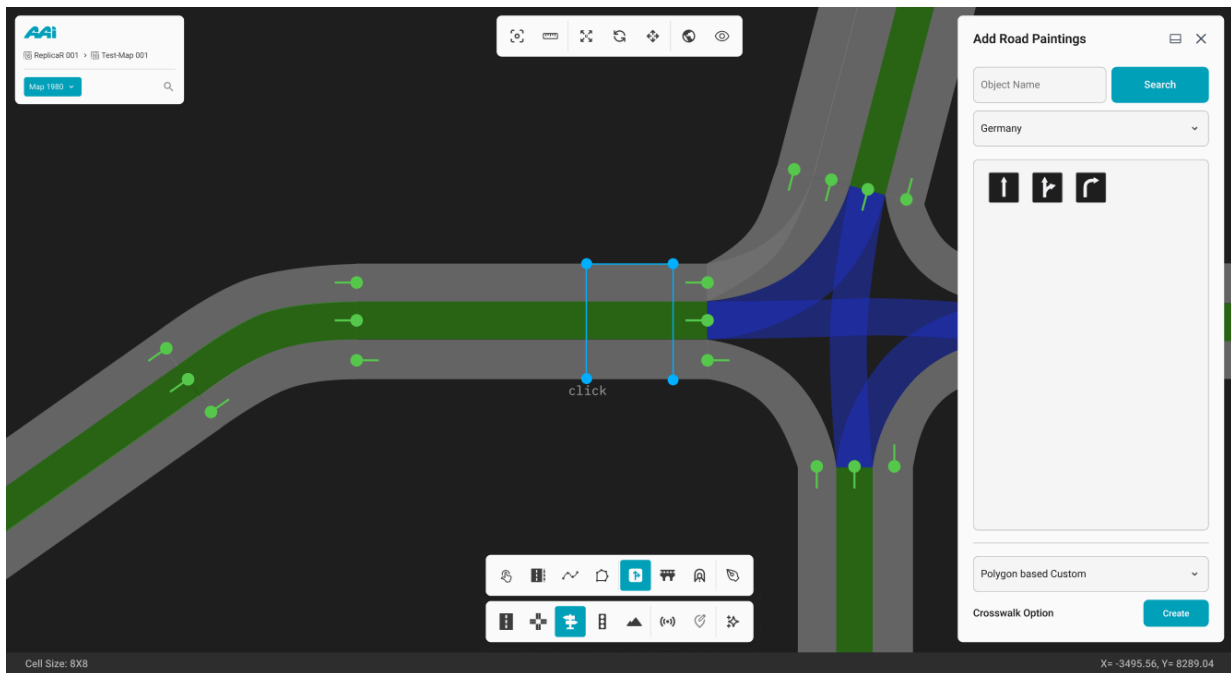 AAI
ReplicaR 001 > Test-Map 001
Map 1980
Add Road Paintings
Object Name
Search
Germany
click
Polygon based Custom
Crosswalk Option
Create
Cell Size: 8X8
X= -3495.56, Y= 8289.04